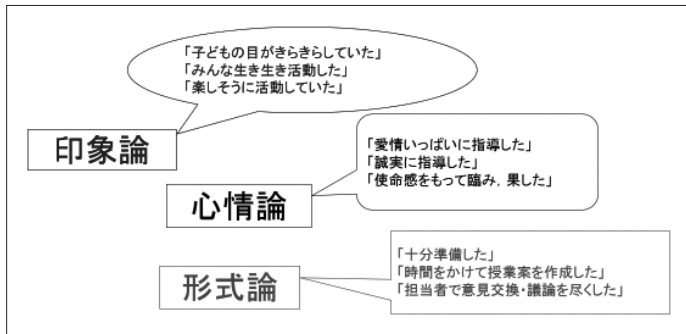 「子どもの目がきらきらしていた」
「みんな生き生き活動した」
「楽しそうに活動していた」
印象論
「愛情いっぱいに指導した」
「誠実に指導した」
「使命感をもって臨み，果した」
心情論
「十分準備した」
「時間をかけて授業案を作成した」
「担当者で意見交換・議論を尽くした」
形式論